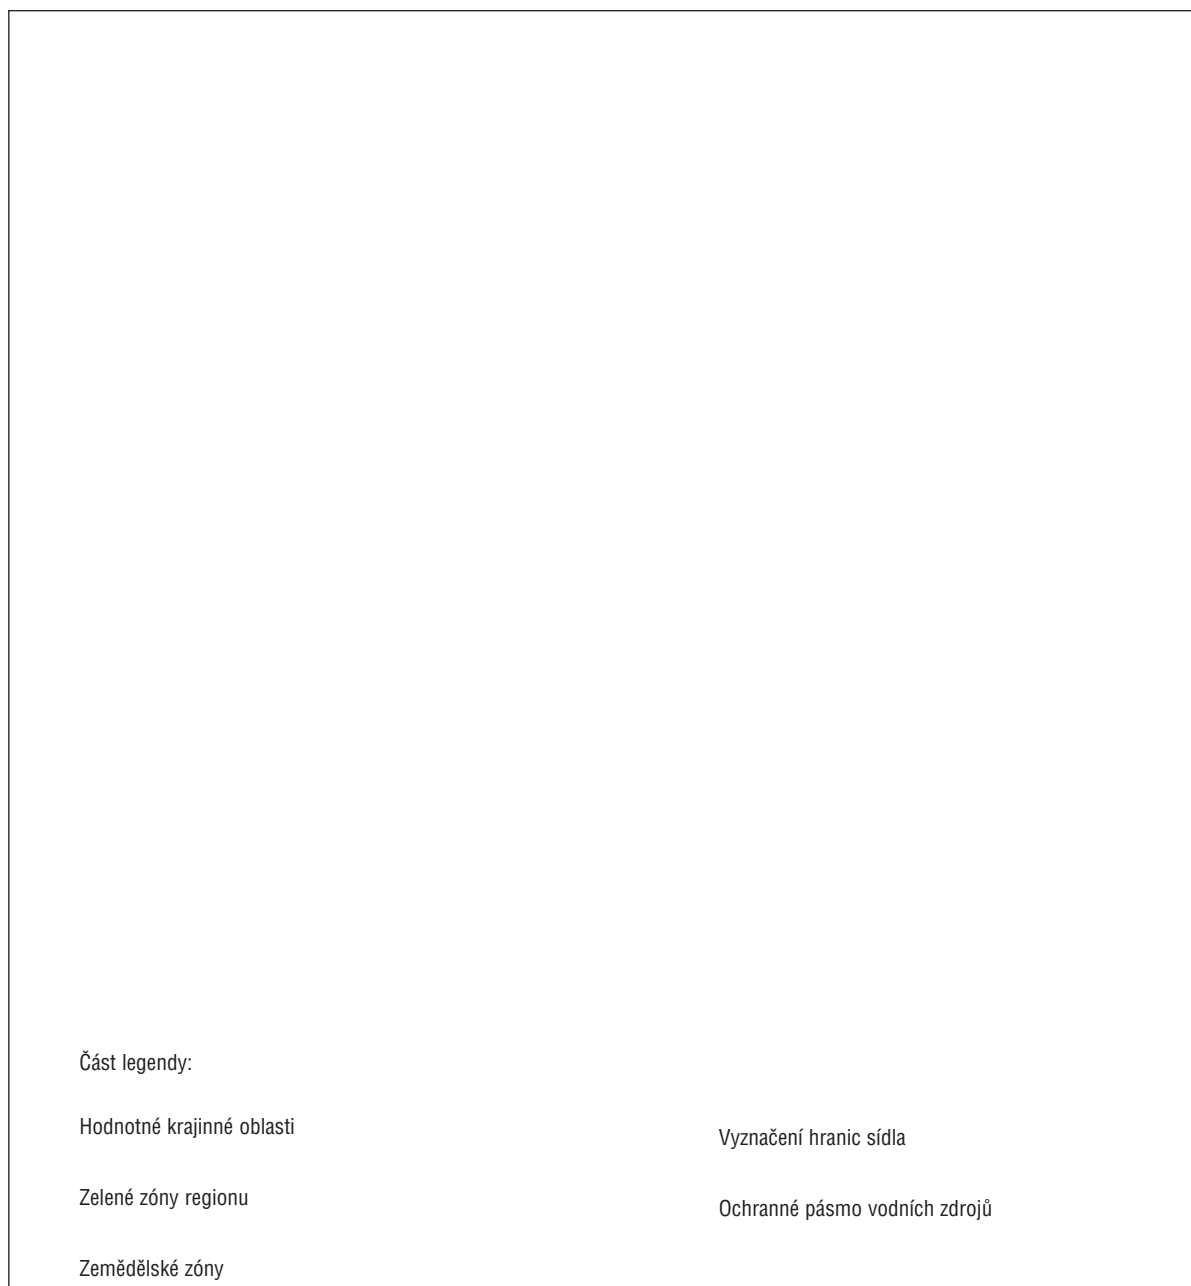 Část legendy:
Hodnotné krajinné oblasti
Zelené zóny regionu
Zemědělské zóny
Vyznačení hranic sídla
Ochranné pásmo vodních zdrojů